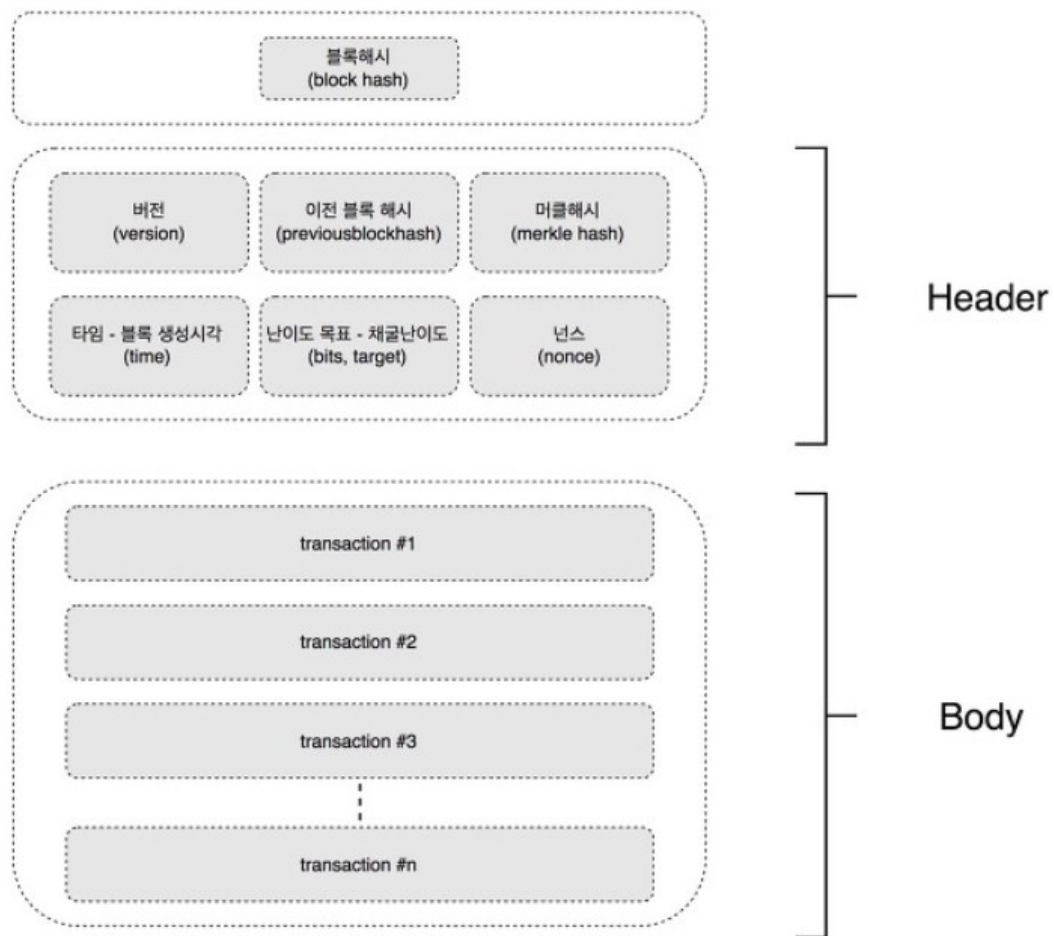 블록해시
(block hash)
버전
(version)
이전 블록 해시
(previousblockhash)
머클해시
(merkle hash)
타임 - 블록 생성시각
(time)
난이도 목표 - 채굴난이도
(bits, target)
넌스
(nonce)
Header
transaction #1
transaction #2
transaction #3
transaction #n
Body